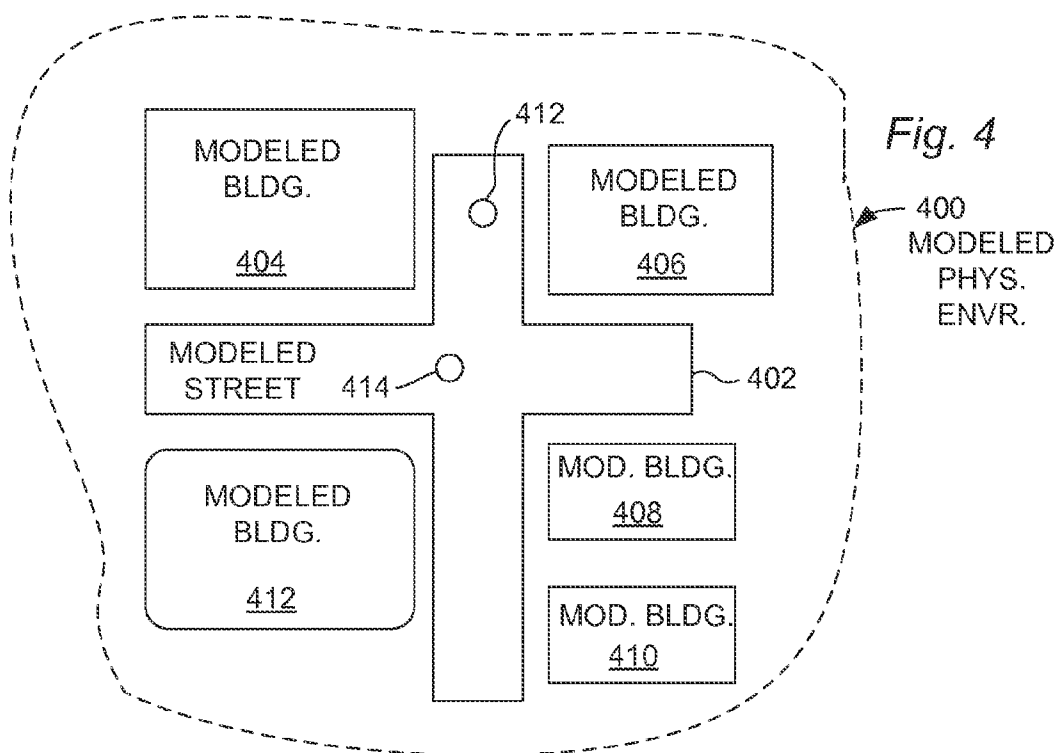 Fig. 4
400
MODELED
PHYS.
ENVR.
412
MODELED
BLDG.
404
MODELED
BLDG.
406
MODELED
STREET
414
402
MODELED
BLDG.
412
MOD. BLDG.
408
MOD. BLDG.
410